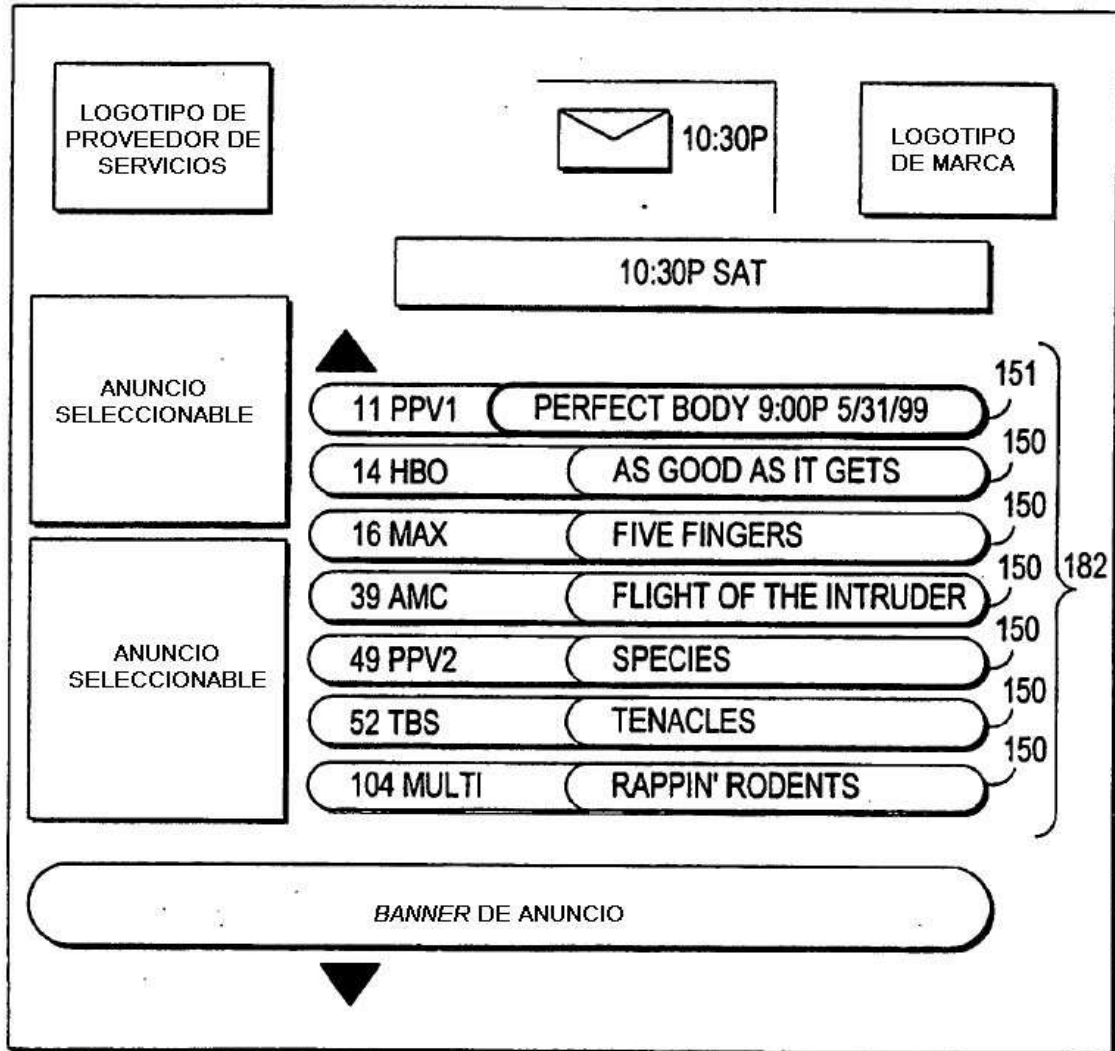 LOGOTIPO DE
PROVEEDOR DE
SERVICIOS
10:30P
LOGOTIPO
DE MARCA
10:30P SAT
ANUNCIO
SELECCIONABLE
ANUNCIO
SELECCIONABLE
11 PPV1 PERFECT BODY 9:00P 5/31/99 151
14 HBO AS GOOD AS IT GETS 150
16 MAX FIVE FINGERS 150
39 AMC FLIGHT OF THE INTRUDER 150
49 PPV2 SPECIES 150
52 TBS TENACLES 150
104 MULTI RAPPIN' RODENTS 150
182
BANNER DE ANUNCIO